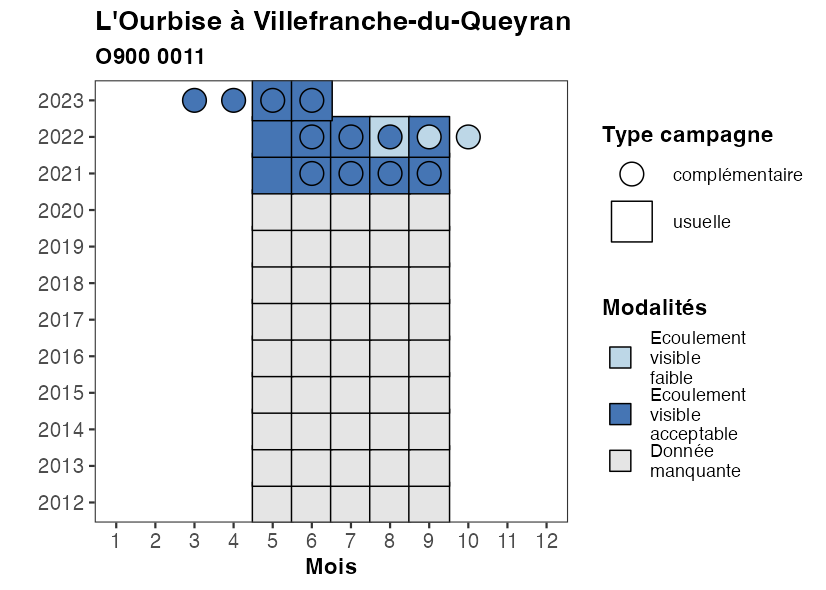 L'Ourbise à Villefranche-du-Queyran
O900 0011
2023
2022
2021
2020
2019
2018
2017
2016
2015
2014
2013
2012
1 2 3 4 5 6 7 8 9 10 11 12
Mois
Type campagne
complémentaire
usuelle
Modalités
Ecoulement
visible
faible
Ecoulement
visible
acceptable
Donnée
manquante